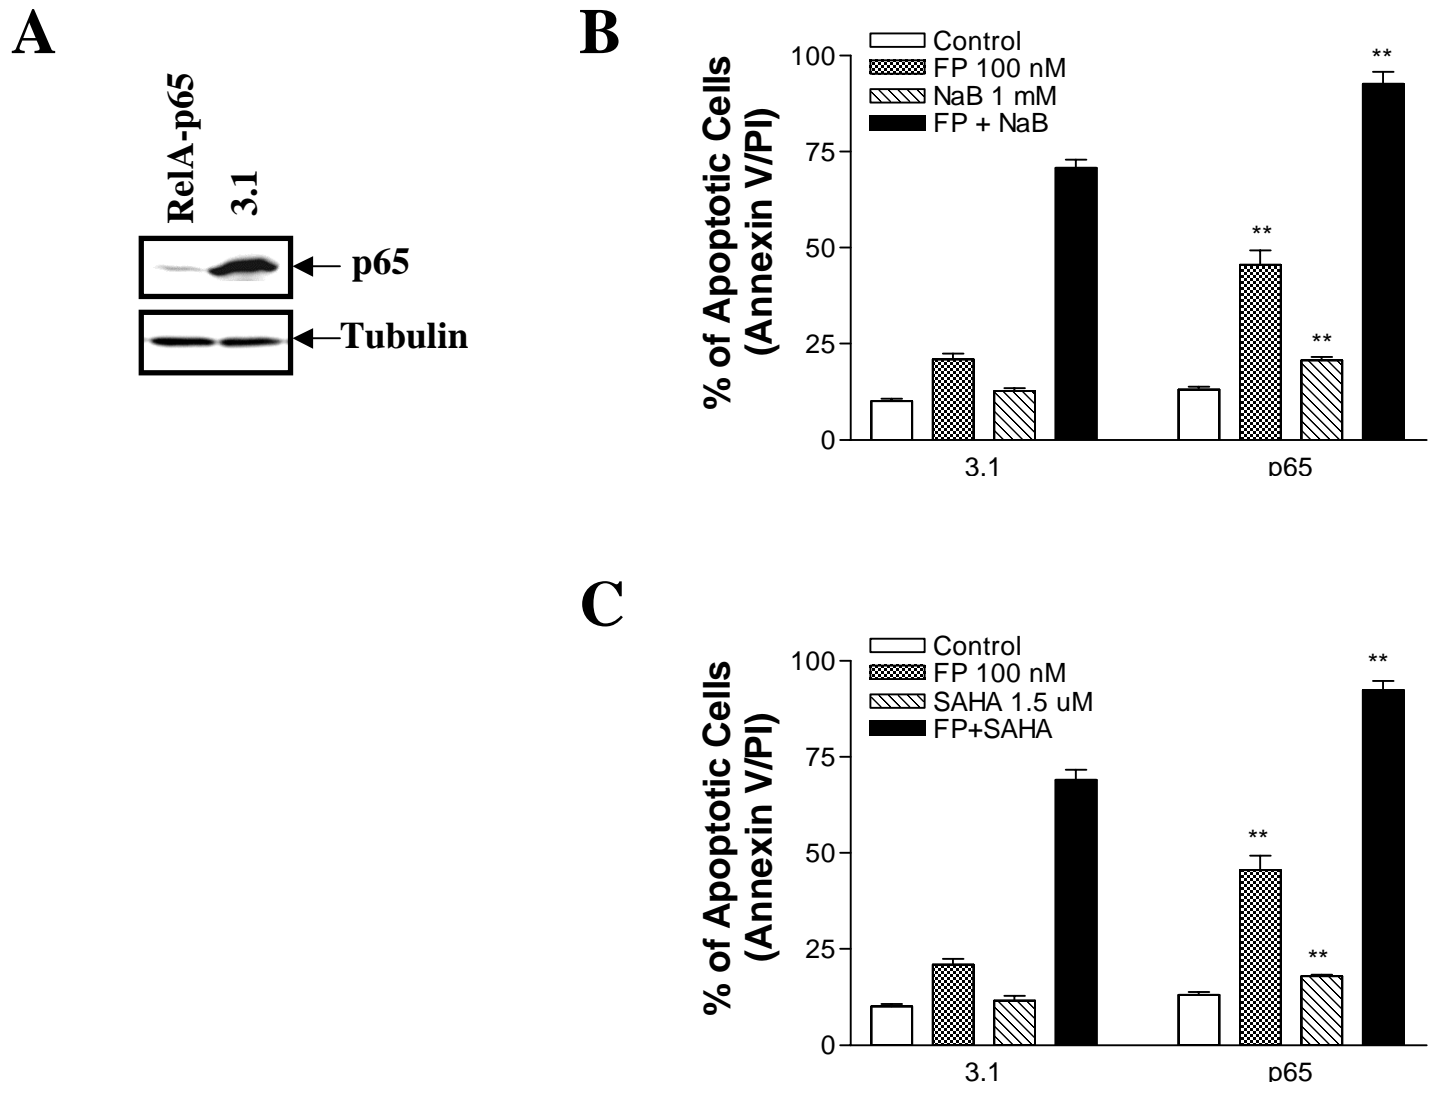 A
RelA-p65
3.1
p65
Tubulin
B
Control
FP 100 nM
NaB 1 mM
FP + NaB
% of Apoptotic Cells
(Annexin V/PI)
100
75
50
25
0
**
**
**
3.1
p65
C
Control
FP 100 nM
SAHA 1.5 uM
FP+SAHA
% of Apoptotic Cells
(Annexin V/PI)
100
75
50
25
0
**
**
**
3.1
p65